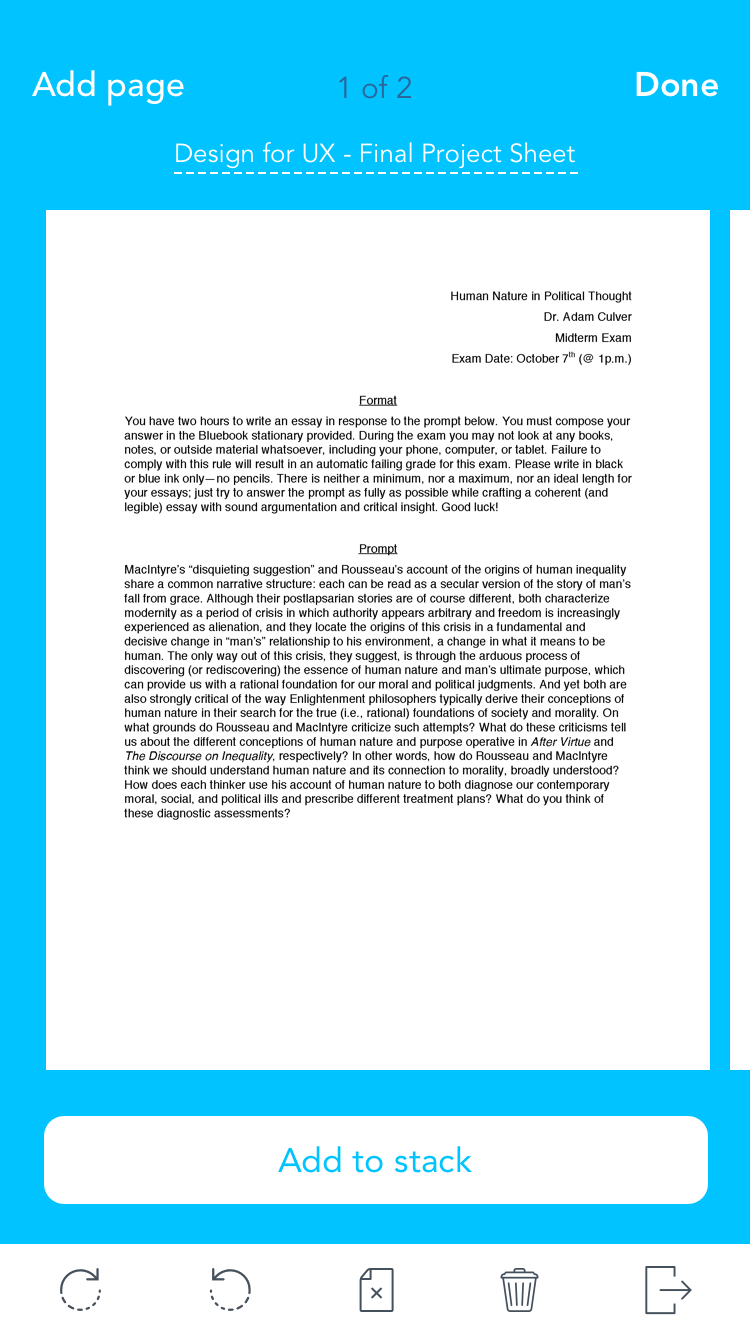 Add page
1 of 2
Done
Design for UX - Final Project Sheet
Human Nature in Political Thought
Dr. Adam Culver
Midterm Exam
Exam Date: October 7th (@ 1p.m.)
Format
You have two hours to write an essay in response to the prompt below. You must compose your
answer in the Bluebook stationary provided. During the exam you may not look at any books,
notes, or outside material whatsoever, including your phone, computer, or tablet. Failure to
comply with this rule will result in an automatic failing grade for this exam. Please write in black
or blue ink only—no pencils. There is neither a minimum, nor a maximum, nor an ideal length for
your essays; just try to answer the prompt as fully as possible while crafting a coherent (and
legible) essay with sound argumentation and critical insight. Good luck!
Prompt
MacIntyre’s “disquieting suggestion” and Rousseau’s account of the origins of human inequality
share a common narrative structure: each can be read as a secular version of the story of man’s
fall from grace. Although their postlapsarian stories are of course different, both characterize
modernity as a period of crisis in which authority appears arbitrary and freedom is increasingly
experienced as alienation, and they locate the origins of this crisis in a fundamental and
decisive change in “man’s” relationship to his environment, a change in what it means to be
human. The only way out of this crisis, they suggest, is through the arduous process of
discovering (or rediscovering) the essence of human nature and man’s ultimate purpose, which
can provide us with a rational foundation for our moral and political judgments. And yet both are
also strongly critical of the way Enlightenment philosophers typically derive their conceptions of
human nature in their search for the true (i.e., rational) foundations of society and morality. On
what grounds do Rousseau and MacIntyre criticize such attempts? What do these criticisms tell
us about the different conceptions of human nature and purpose operative in After Virtue and
The Discourse on Inequality, respectively? In other words, how do Rousseau and MacIntyre
think we should understand human nature and its connection to morality, broadly understood?
How does each thinker use his account of human nature to both diagnose our contemporary
moral, social, and political ills and prescribe different treatment plans? What do you think of
these diagnostic assessments?
Add to stack